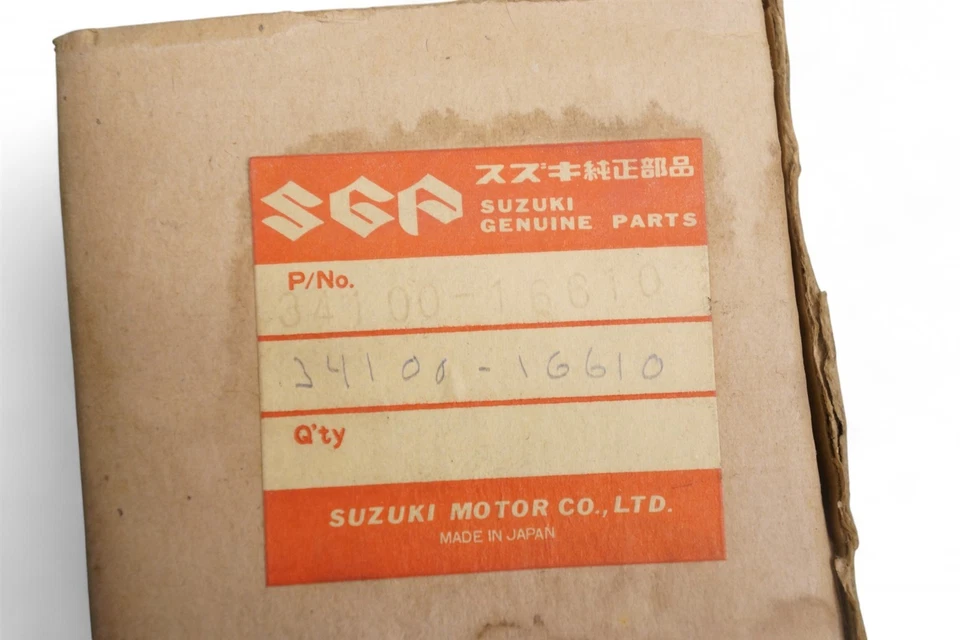 SGP
スズキ純正部品
SUZUKI
GENUINE PARTS
P/No.
34100-16610
34100-16610
Q'ty
SUZUKI MOTOR CO., LTD.
MADE IN JAPAN